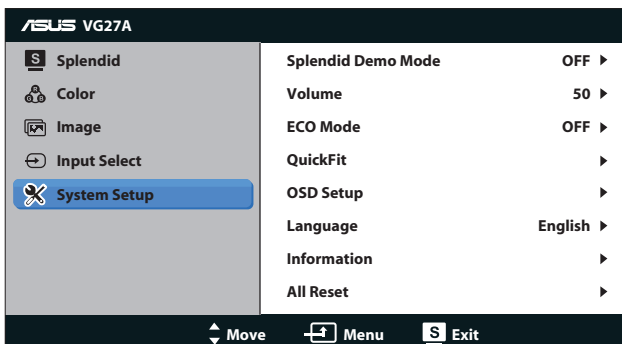 ASUS VG27A
S Splendid
Color
Image
Input Select
System Setup
Splendid Demo Mode OFF
Volume 50
ECO Mode OFF
QuickFit
OSD Setup
Language English
Information
All Reset
Move Menu S Exit